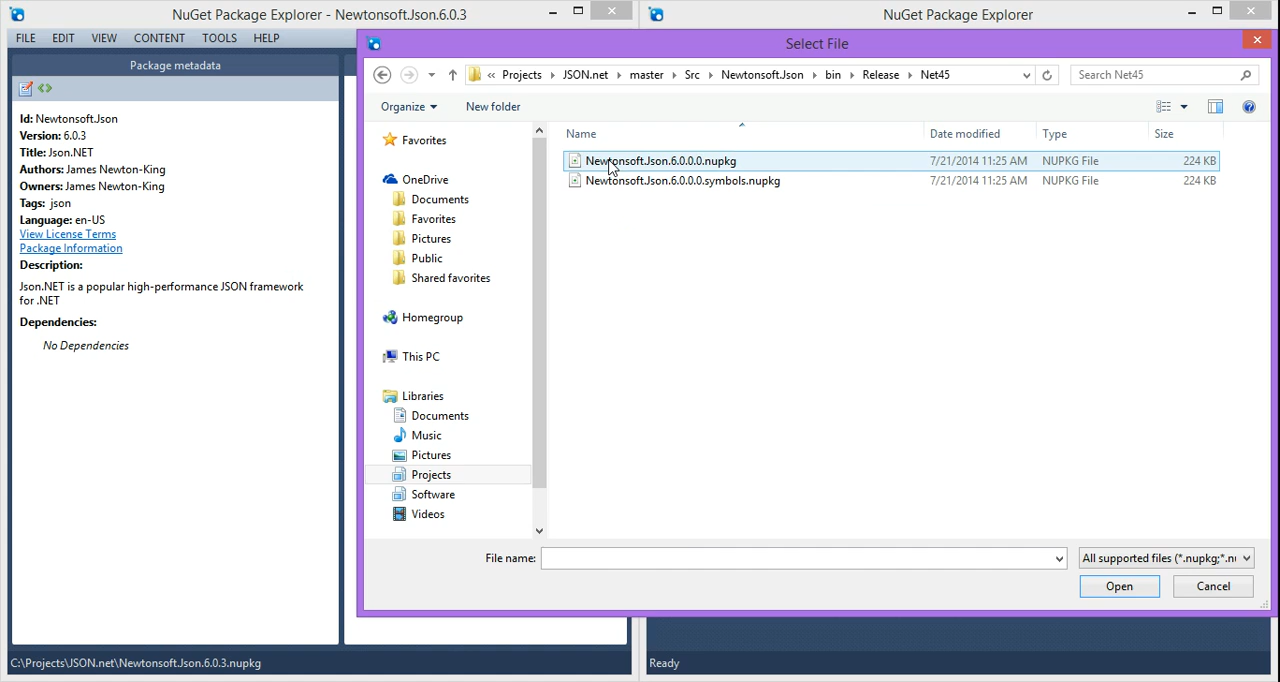 NuGet Package Explorer - Newtonsoft.Json.6.0.3
NuGet Package Explorer
FILE EDIT VIEW CONTENT TOOLS HELP
Package metadata
Id: Newtonsoft.Json
Version: 6.0.3
Title: Json.NET
Authors: James Newton-King
Owners: James Newton-King
Tags: json
Language: en-US
View License Terms
Package Information
Description:
Json.NET is a popular high-performance JSON framework
for .NET
Dependencies:
No Dependencies
C:\Projects\JSON.net\Newtonsoft.Json.6.0.3.nupkg
Select File
« Projects JSON.net master Src Newtonsoft.Json bin Release Net45
Search Net45
Organize New folder
Favorites
OneDrive
Documents
Favorites
Pictures
Public
Shared favorites
Homegroup
This PC
Libraries
Documents
Music
Pictures
Projects
Software
Videos
Name Date modified Type Size
Newtonsoft.Json.6.0.0.0.nupkg 7/21/2014 11:25 AM NUPKG File 224 KB
Newtonsoft.Json.6.0.0.0.symbols.nupkg 7/21/2014 11:25 AM NUPKG File 224 KB
File name:
All supported files (*.nupkg;*.nu
Open Cancel
Ready